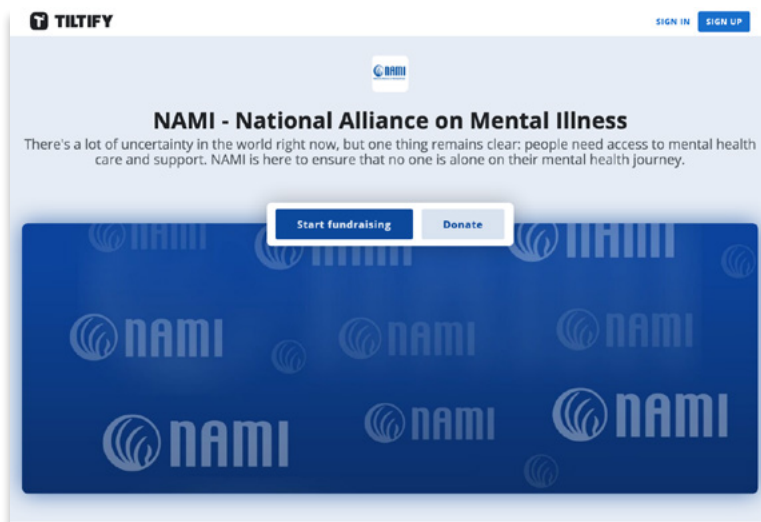 TILTIFY
SIGN IN SIGN UP
NAMI
NAMI - National Alliance on Mental Illness
There's a lot of uncertainty in the world right now, but one thing remains clear: people need access to mental health
care and support. NAMI is here to ensure that no one is alone on their mental health journey.
Start fundraising Donate
NAMI NAMI NAMI
NAMI NAMI NAMI
NAMI NAMI NAMI